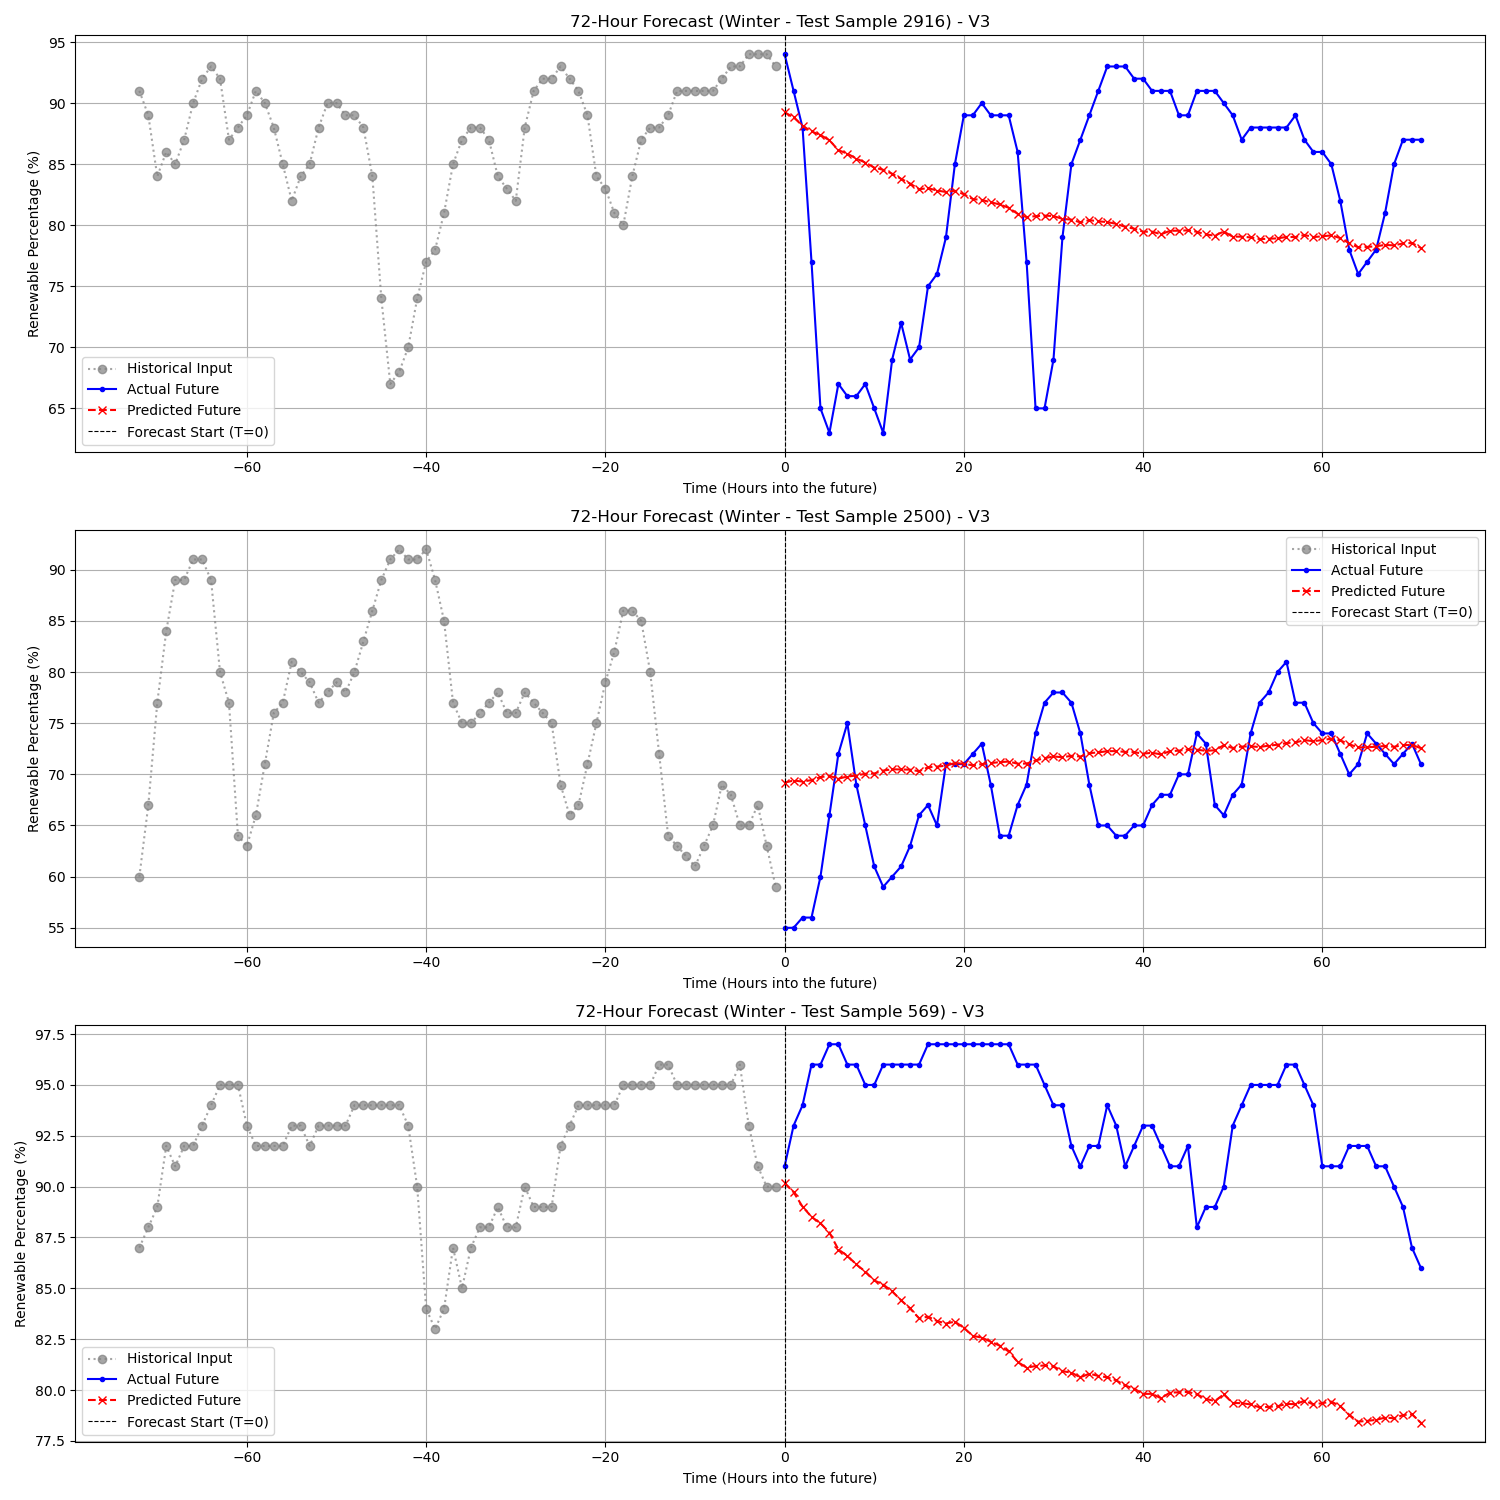 72-Hour Forecast (Winter - Test Sample 2916) - V3
Renewable Percentage (%)
95
90
85
80
75
70
65
Historical Input
Actual Future
Predicted Future
Forecast Start (T=0)
−60 −40 −20 0 20 40 60
Time (Hours into the future)
72-Hour Forecast (Winter - Test Sample 2500) - V3
Renewable Percentage (%)
90
85
80
75
70
65
60
55
Historical Input
Actual Future
Predicted Future
Forecast Start (T=0)
−60 −40 −20 0 20 40 60
Time (Hours into the future)
72-Hour Forecast (Winter - Test Sample 569) - V3
Renewable Percentage (%)
97.5
95.0
92.5
90.0
87.5
85.0
82.5
80.0
77.5
Historical Input
Actual Future
Predicted Future
Forecast Start (T=0)
−60 −40 −20 0 20 40 60
Time (Hours into the future)